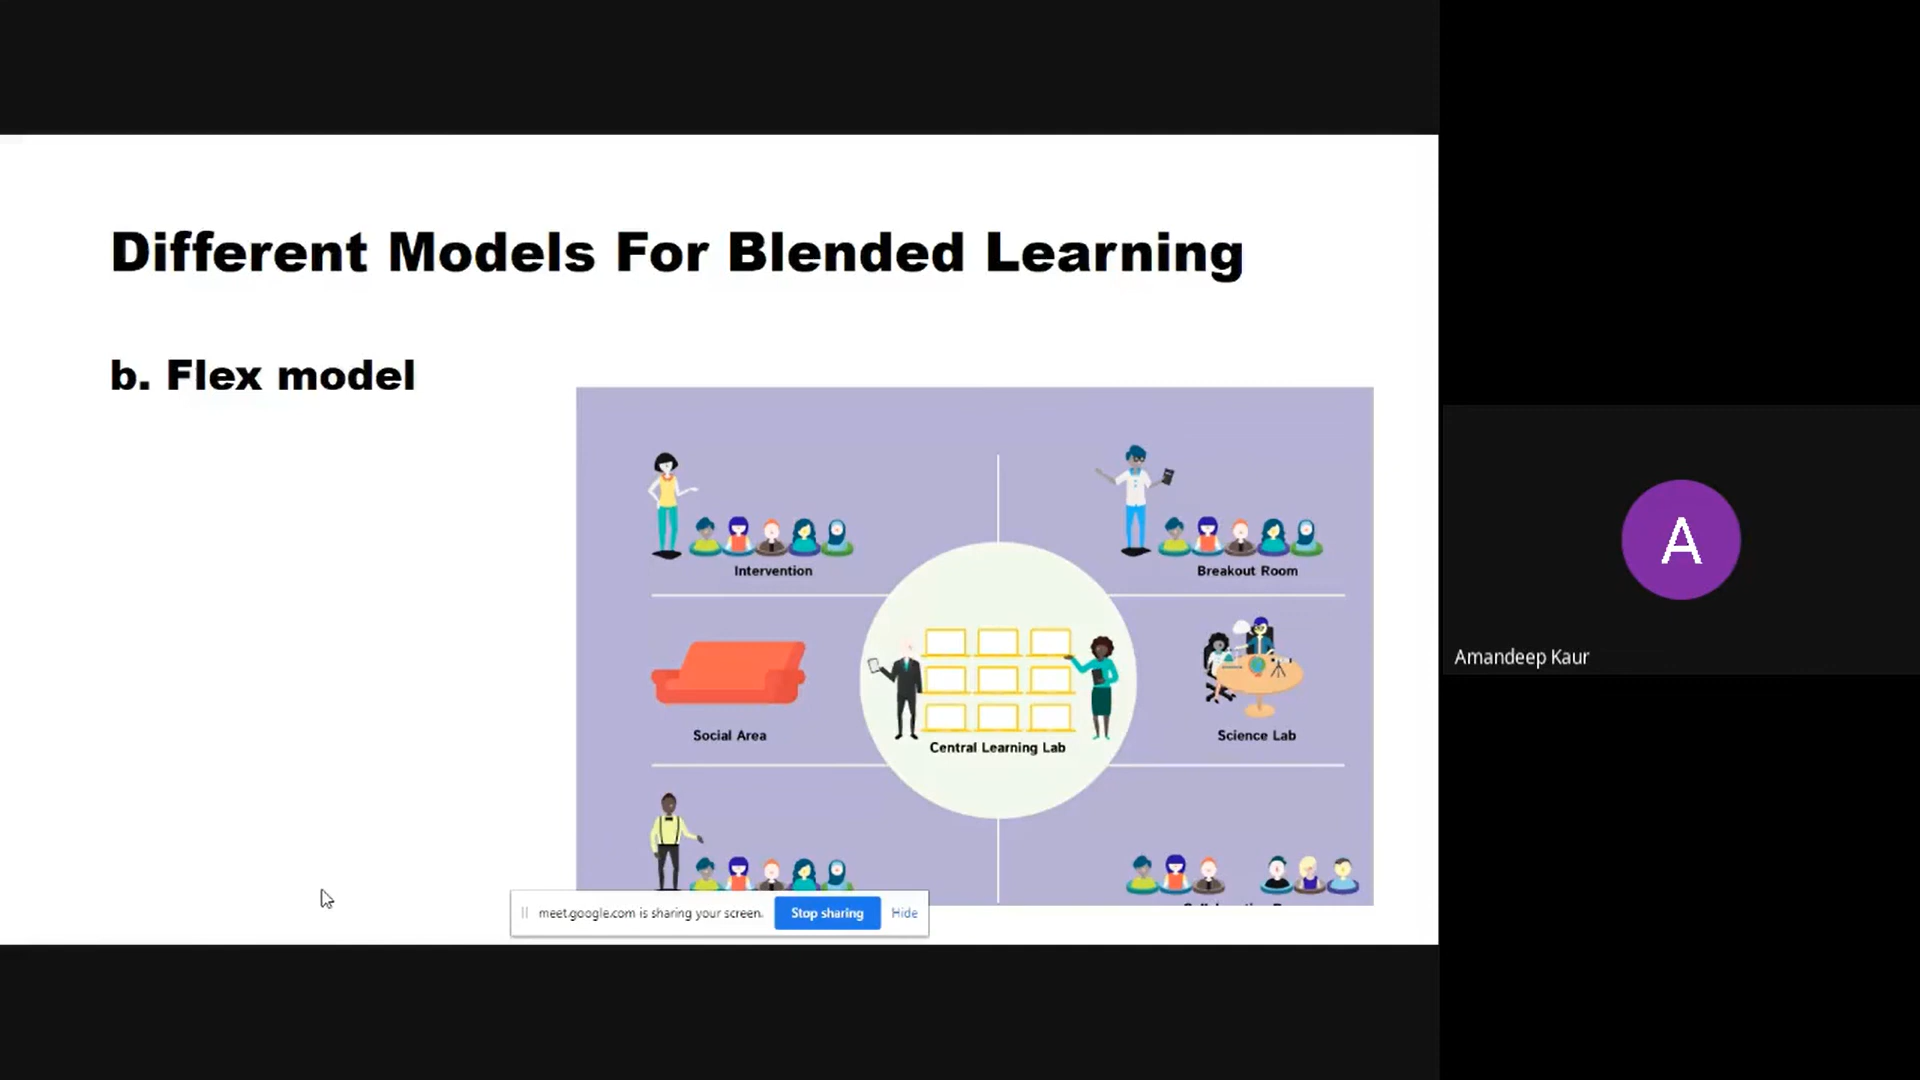 Different Models For Blended Learning
b. Flex model
Intervention
Breakout Room
Social Area
Central Learning Lab
Science Lab
meet.google.com is sharing your screen.
Stop sharing
Hide
A
Amandeep Kaur